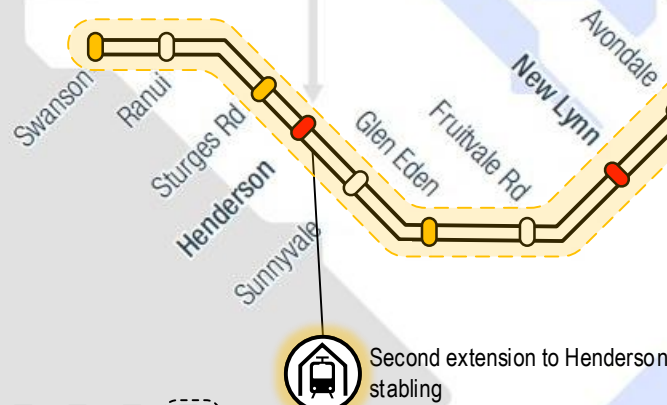 Swanson
Ranui
Sturges Rd
Henderson
Sunnyvale
Glen Eden
Fruitvale Rd
New Lynn
Avondale
Second extension to Henderson
stabling